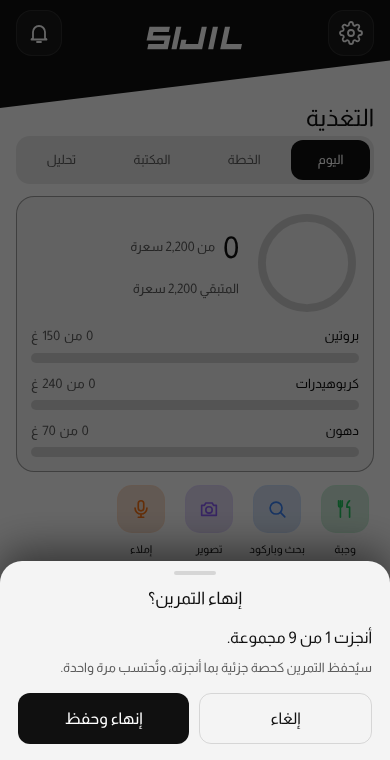 SIJIL
التغذية
اليوم
الخطة
المكتبة
تحليل
0 من 2,200 سعرة
المتبقي 2,200 سعرة
بروتين 0 من 150 غ
كربوهيدرات 0 من 240 غ
دهون 0 من 70 غ
وجبة
بحث وباركود
تصوير
إملاء
إنهاء التمرين؟
أنجزت 1 من 9 مجموعة.
سيُحفظ التمرين كحصة جزئية بما أنجزته، وتُحتسب مرة واحدة.
إلغاء
إنهاء وحفظ